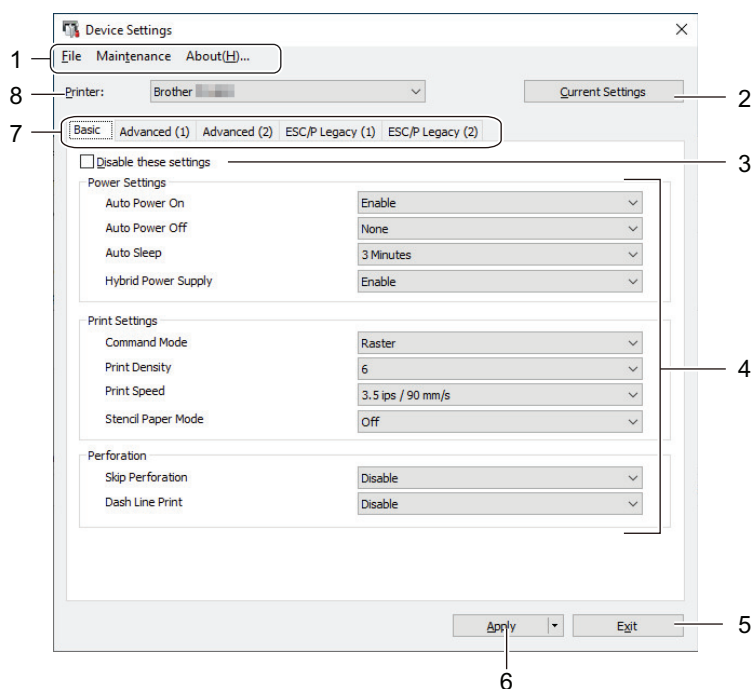 Device Settings
File Maintenance About(H)...
1
8
Printer: Brother
Current Settings
2
7
Basic Advanced (1) Advanced (2) ESC/P Legacy (1) ESC/P Legacy (2)
Disable these settings
3
Power Settings
Auto Power On Enable
Auto Power Off None
Auto Sleep 3 Minutes
Hybrid Power Supply Enable
Print Settings
Command Mode Raster
Print Density 6
4
Print Speed 3.5 ips / 90 mm/s
Stencil Paper Mode Off
Perforation
Skip Perforation Disable
Dash Line Print Disable
Apply Exit
5
6